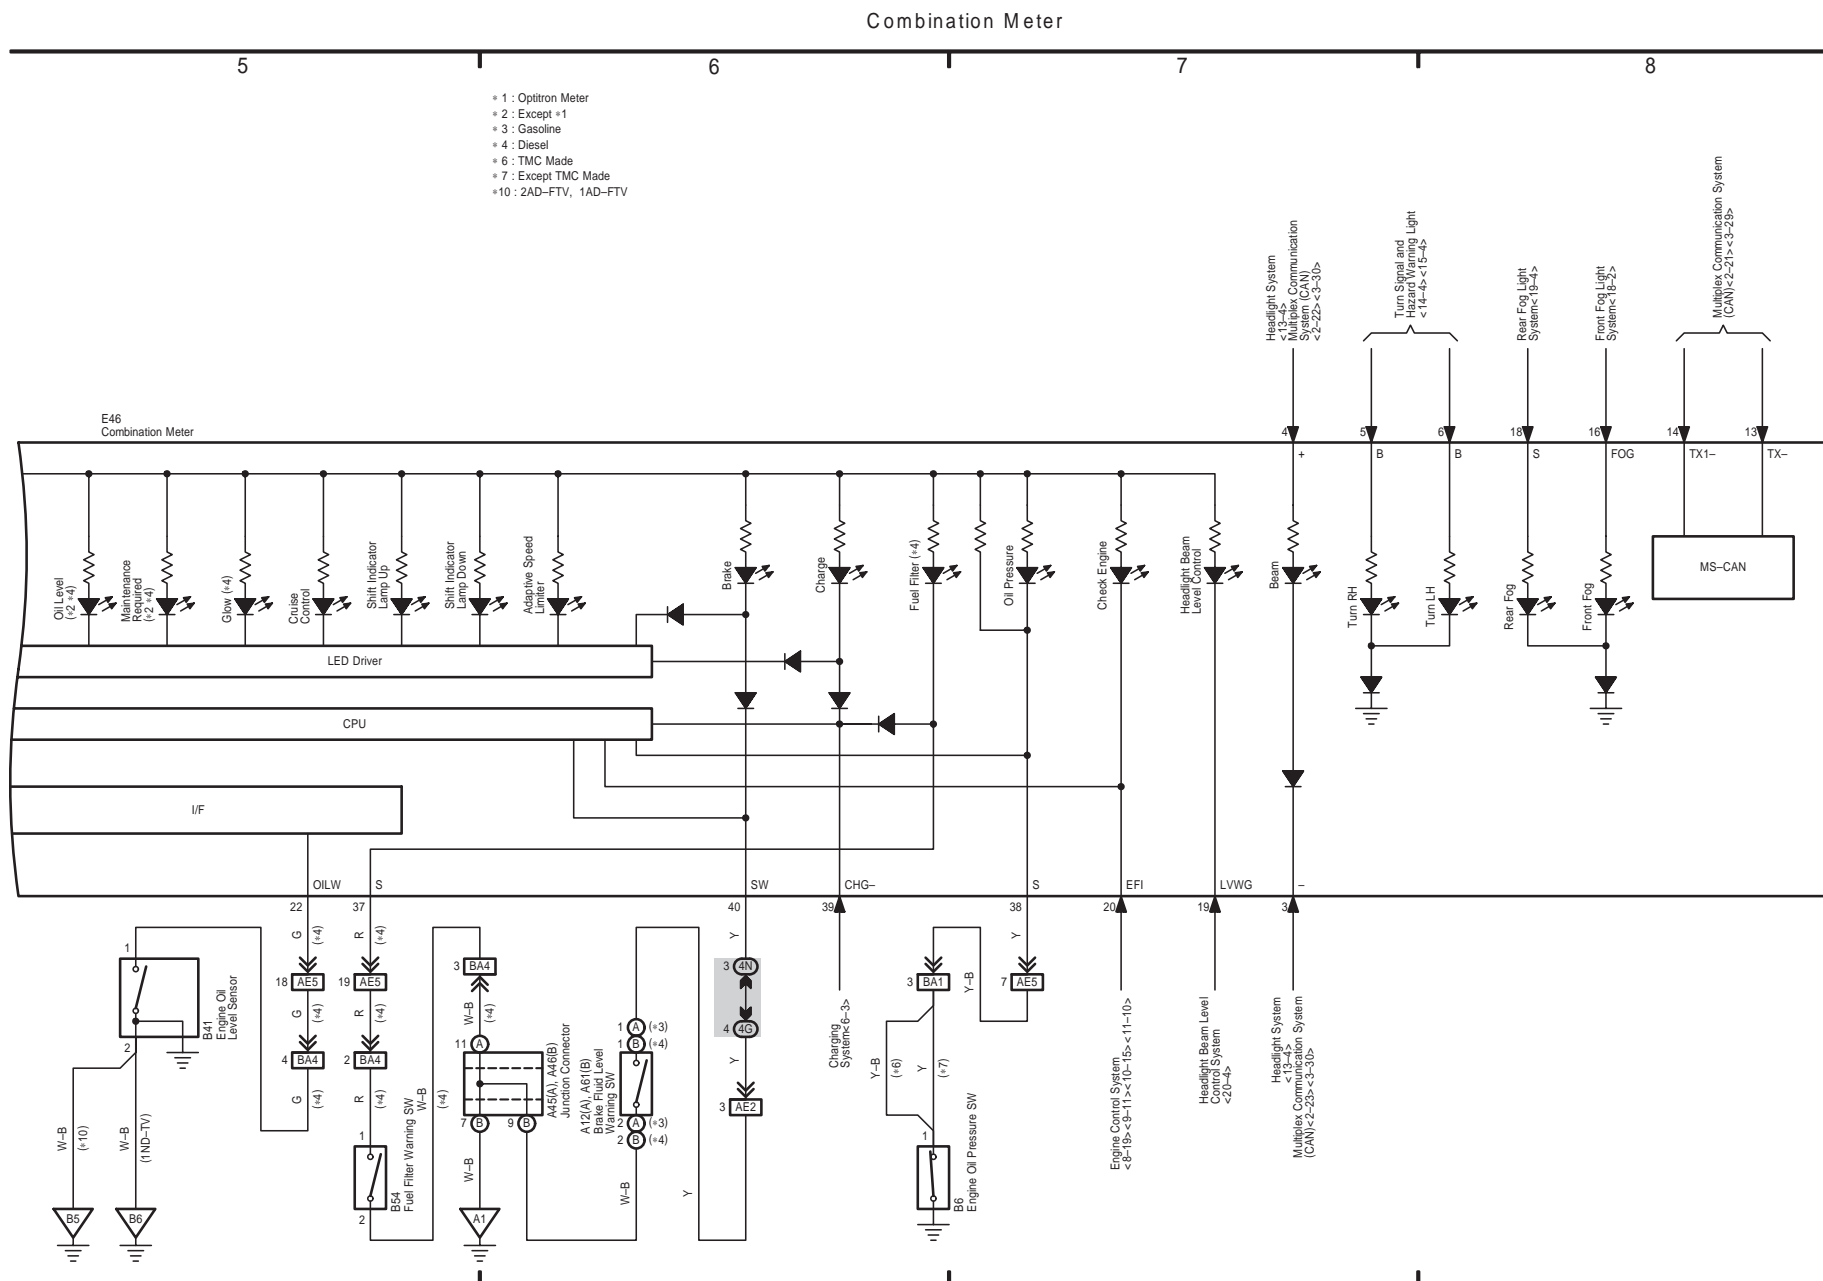 Combination Meter
5
6
7
8
∗ 1 : Optitron Meter
∗ 2 : Except ∗1
∗ 3 : Gasoline
∗ 4 : Diesel
∗ 6 : TMC Made
∗ 7 : Except TMC Made
∗10 : 2AD–FTV, 1AD–FTV
Headlight System
<13–4>
Multiplex Communication
System (CAN)
<2–22><3–30>
Turn Signal and
Hazard Warning Light
<14–4><15–4>
Rear Fog Light
System<19–4>
Front Fog Light
System<18–2>
Multiplex Communication System
(CAN)<2–21><3–29>
E46
Combination Meter
4
5
6
18
16
14
13
+
B
B
S
FOG
TX1–
TX–
Oil Level
(∗2 ∗4)
Maintenance
Required
(∗2 ∗4)
Glow (∗4)
Cruise
Control
Shift Indicator
Lamp Up
Shift Indicator
Lamp Down
Adaptive Speed
Limiter
Brake
Charge
Fuel Filter (∗4)
Oil Pressure
Check Engine
Headlight Beam
Level Control
Beam
Turn RH
Turn LH
Rear Fog
Front Fog
MS–CAN
LED Driver
CPU
I/F
OILW
S
SW
CHG–
S
EFI
LVWG
–
22
37
40
39
38
20
19
3
G
(∗4)
R
(∗4)
Y
Y
1
18
AE5
19
AE5
3
BA4
3
4N
3
BA1
Y–B
7
AE5
B41
Engine Oil
Level Sensor
G
(∗4)
R
(∗4)
W–B
(∗4)
1
A
(∗3)
1
B
(∗4)
4
4G
2
4
BA4
2
BA4
11
A
A45(A), A46(B)
Junction Connector
A12(A), A61(B)
Brake Fluid Level
Warning SW
Y
Charging
System<6–3>
Y–B
(∗6)
Y
(∗7)
G
(∗4)
R
(∗4)
W–B
(∗4)
7
B
9
B
2
A
(∗3)
2
B
(∗4)
3
AE2
W–B
(∗10)
W–B
(1ND–TV)
1
B54
Fuel Filter Warning SW
2
W–B
W–B
Y
1
B6
Engine Oil Pressure SW
Engine Control System
<8–19><9–11><10–15><11–10>
Headlight Beam Level
Control System
<20–4>
Headlight System
<13–4>
Multiplex Communication System
(CAN)<2–23><3–30>
B5
B6
A1